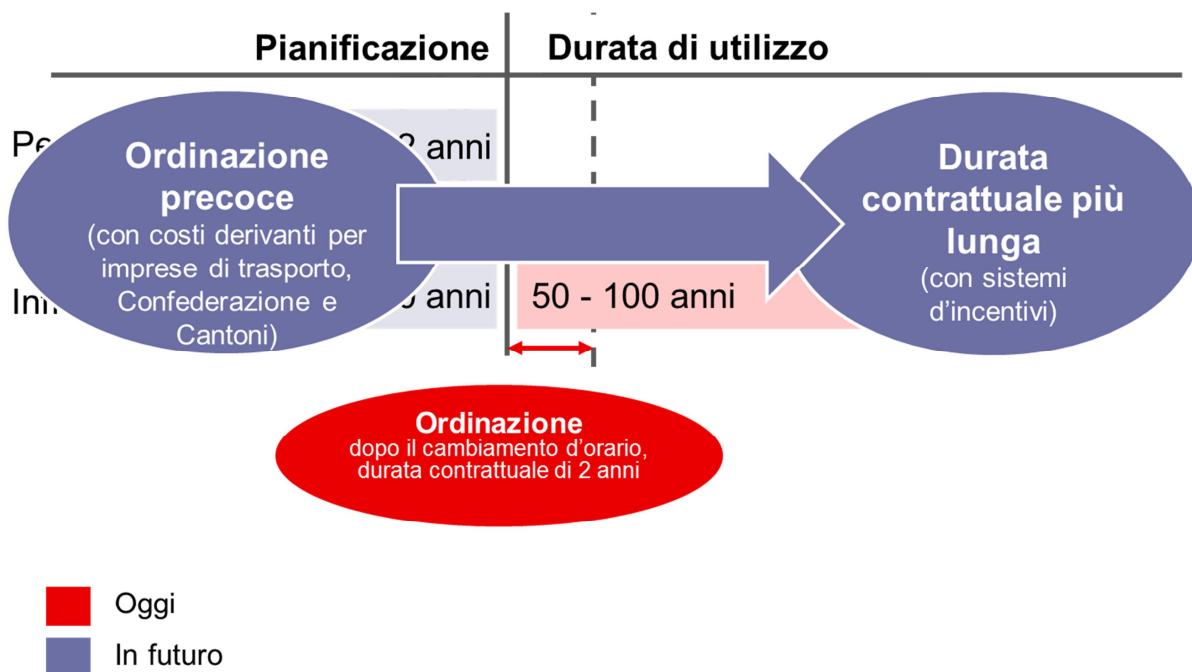 Pianificazione
Durata di utilizzo
2 anni
Ordinazione
precoce
(con costi derivanti per
imprese di trasporto,
Confederazione e
Cantoni)
Durata
contrattuale più
lunga
(con sistemi
d’incentivi)
anni
50 - 100 anni
Ordinazione
dopo il cambiamento d’orario,
durata contrattuale di 2 anni
Oggi
In futuro